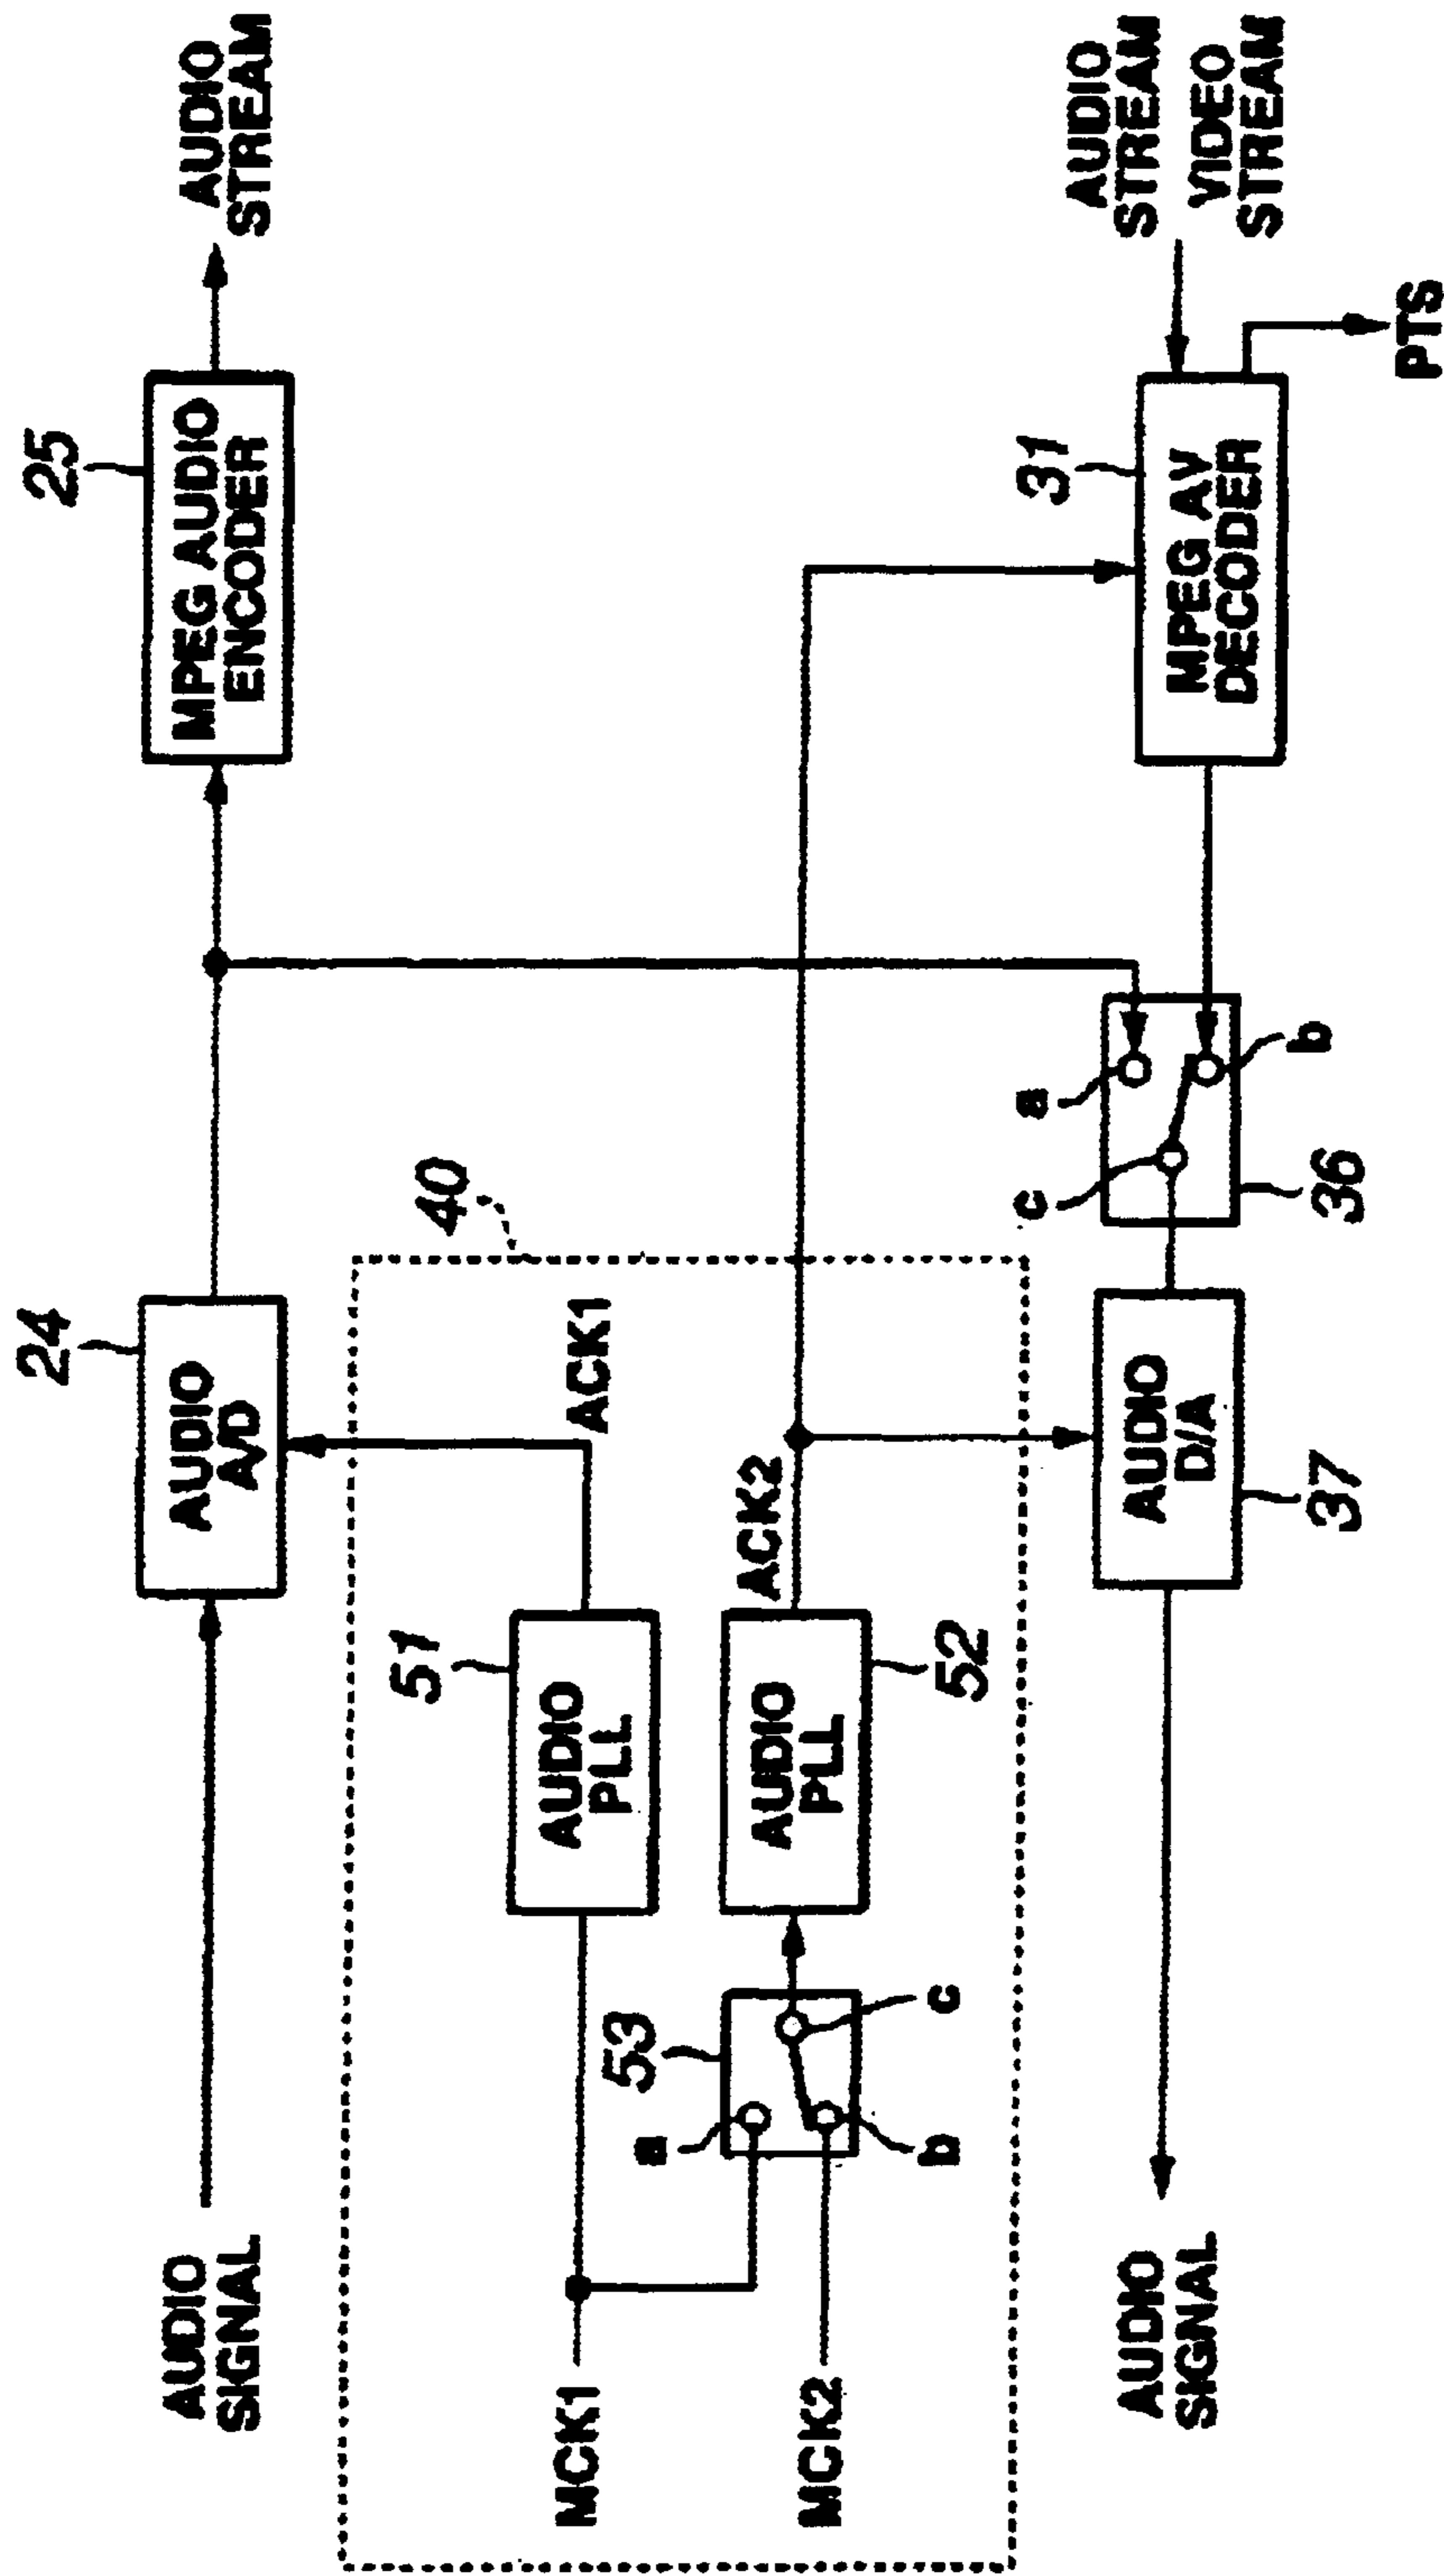 24
25
AUDIO
SIGNAL
AUDIO
A/D
MPEG AUDIO
ENCODER
AUDIO
STREAM
40
51
MCK1
AUDIO
PLL
ACK1
53
a
b
c
MCK2
AUDIO
PLL
52
ACK2
a
c
b
36
31
AUDIO
SIGNAL
AUDIO
D/A
37
MPEG AV
DECODER
AUDIO
STREAM
VIDEO
STREAM
PTS